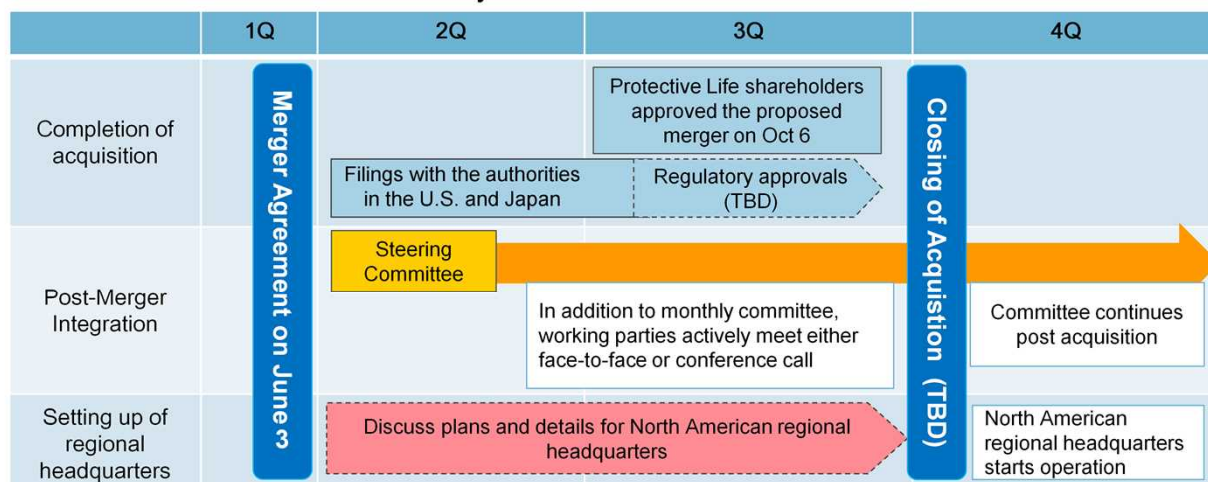 1Q
2Q
3Q
4Q
Completion of
acquisition
Merger Agreement on June 3
Protective Life shareholders
approved the proposed
merger on Oct 6
Filings with the authorities
in the U.S. and Japan
Regulatory approvals
(TBD)
Closing of Acquistion (TBD)
Post-Merger
Integration
Steering
Committee
In addition to monthly committee,
working parties actively meet either
face-to-face or conference call
Committee continues
post acquisition
Setting up of
regional
headquarters
Discuss plans and details for North American regional
headquarters
North American
regional headquarters
starts operation